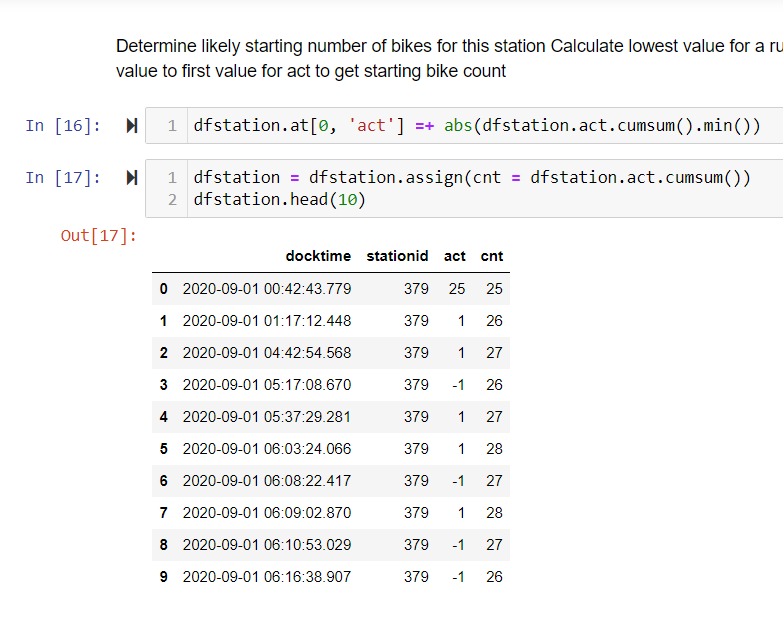 Determine likely starting number of bikes for this station Calculate lowest value for a ru
value to first value for act to get starting bike count
In [16]: 1 dfstation.at[0, 'act'] =+ abs(dfstation.act.cumsum().min())
In [17]: 1 dfstation = dfstation.assign(cnt = dfstation.act.cumsum())
2 dfstation.head(10)
Out[17]:
docktime stationid act cnt
0 2020-09-01 00:42:43.779 379 25 25
1 2020-09-01 01:17:12.448 379 1 26
2 2020-09-01 04:42:54.568 379 1 27
3 2020-09-01 05:17:08.670 379 -1 26
4 2020-09-01 05:37:29.281 379 1 27
5 2020-09-01 06:03:24.066 379 1 28
6 2020-09-01 06:08:22.417 379 -1 27
7 2020-09-01 06:09:02.870 379 1 28
8 2020-09-01 06:10:53.029 379 -1 27
9 2020-09-01 06:16:38.907 379 -1 26